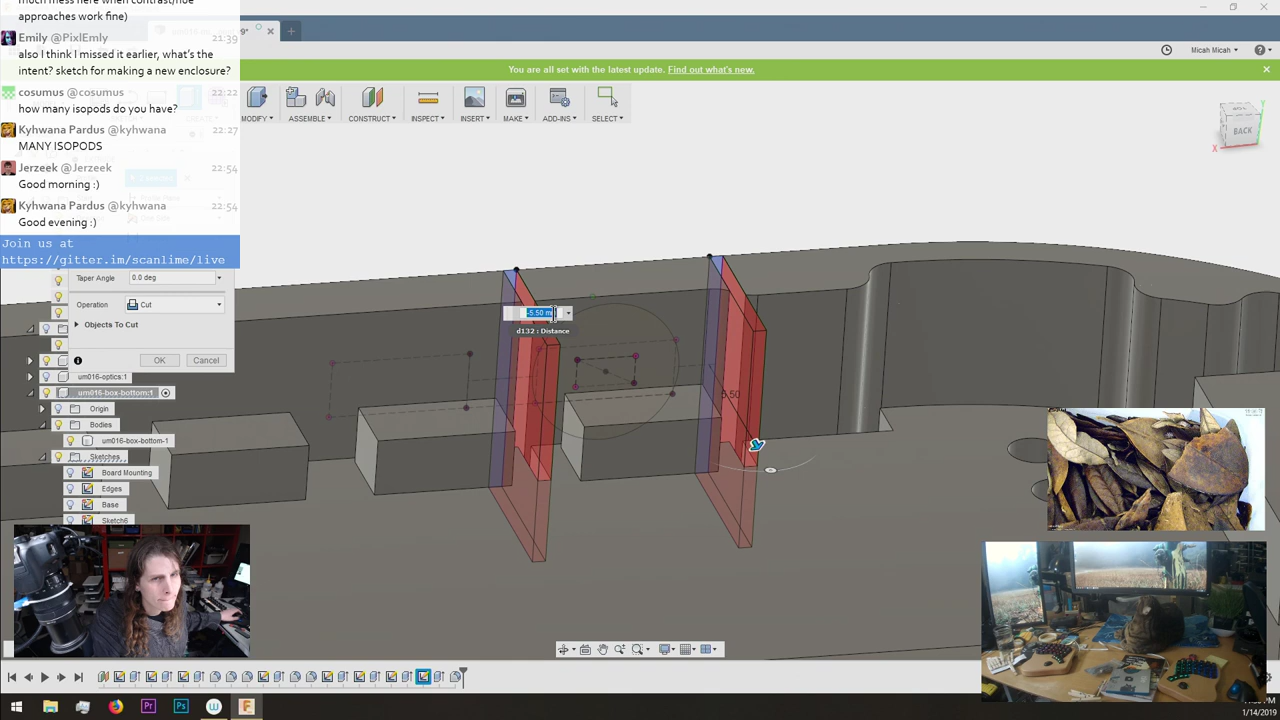 much mess here when contrast/hue
approaches work fine)
Emily @PixlEmly 21:39
also I think I missed it earlier, what's the
intent? sketch for making a new enclosure?
cosumus @cosumus 22:22
how many isopods do you have?
Kyhwana Pardus @kyhwana 22:27
MANY ISOPODS
Jerzeek @Jerzeek 22:54
Good morning :)
Kyhwana Pardus @kyhwana 22:54
Good evening :)
Join us at
https://gitter.im/scanlime/live
Micah Micah
You are all set with the latest update. Find out what's new.
MODIFY
ASSEMBLE
CONSTRUCT
INSPECT
INSERT
MAKE
ADD-INS
SELECT
BACK
X
Y
Taper Angle 0.0 deg
Operation Cut
Objects To Cut
OK Cancel
um016-optics:1
um016-box-bottom:1
Origin
Bodies
um016-box-bottom-1
Sketches
Board Mounting
Edges
Base
Sketch6
-5.50 m
d132 : Distance
5.50
1/14/2019